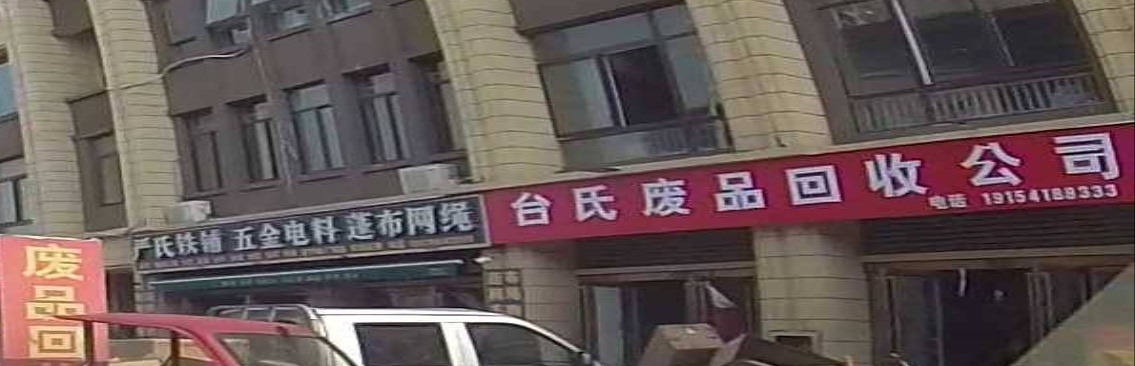 台氏废品回收公司
电话 19154188333
严氏铁铺 五金电料 蓬布网绳
废品回